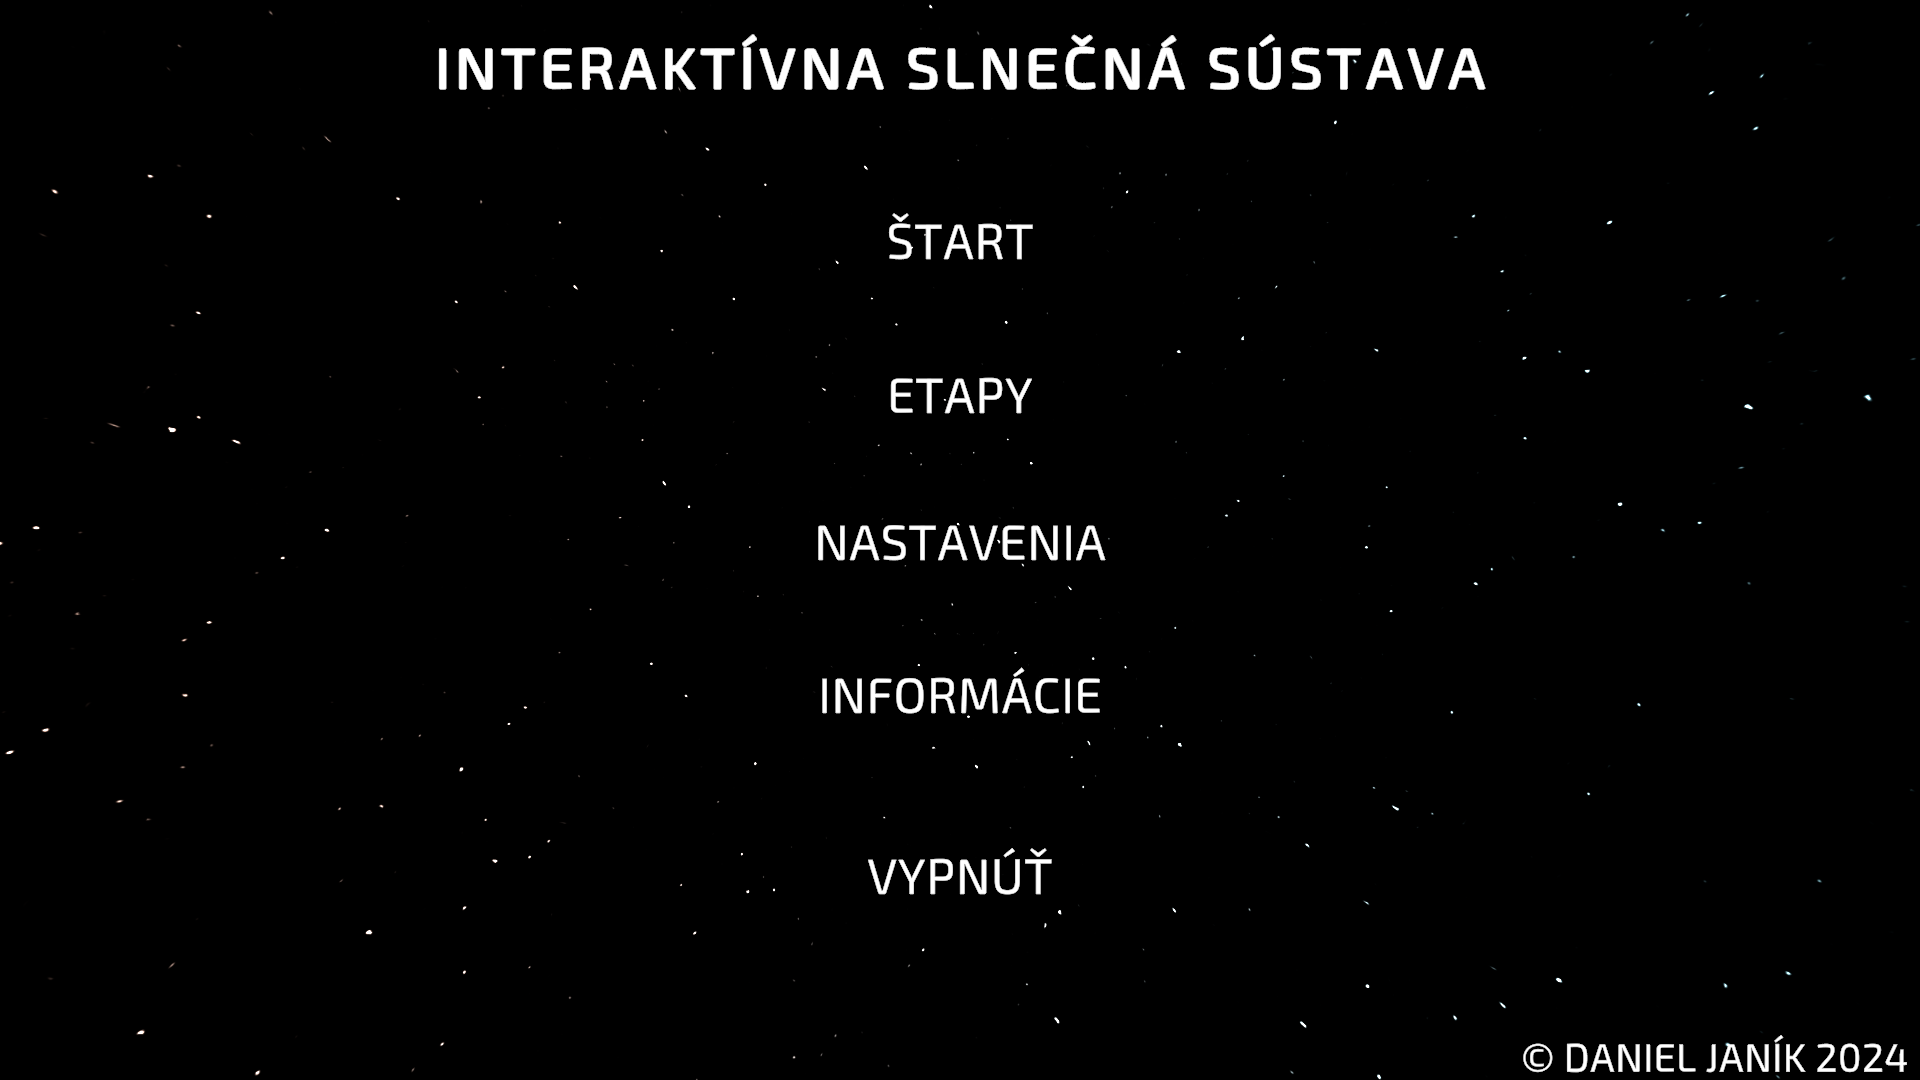 INTERAKTÍVNA SLNEČNÁ SÚSTAVA
ŠTART
ETAPY
NASTAVENIA
INFORMÁCIE
VYPNÚŤ
© DANIEL JANÍK 2024